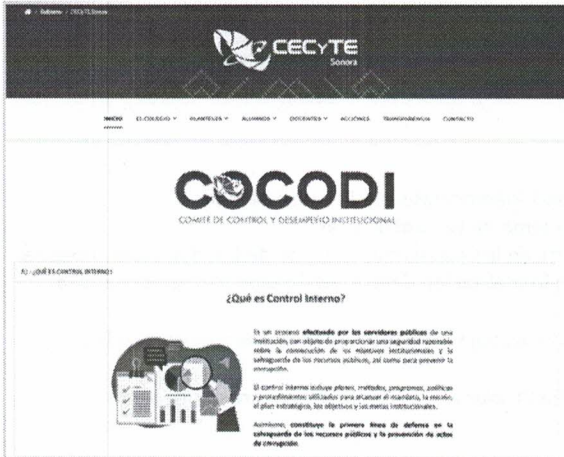 Gobierno / CECyTE Sonora
CECyTE
Sonora
INICIO EL COLEGIO PLANTELES ALUMNOS DOCENTES ACCIONES TRANSPARENCIA CONTACTO
COCODI
COMITÉ DE CONTROL Y DESEMPEÑO INSTITUCIONAL
A) - ¿QUÉ ES CONTROL INTERNO?
¿Qué es Control Interno?
Es un proceso efectuado por los servidores públicos de una
institución, con objeto de proporcionar una seguridad razonable
sobre la consecución de los objetivos institucionales y la
salvaguarda de los recursos públicos, así como para prevenir la
corrupción.
El control interno incluye planes, métodos, programas, políticas
y procedimientos utilizados para alcanzar el mandato, la misión,
el plan estratégico, los objetivos y las metas institucionales.
Asimismo, constituye la primera línea de defensa en la
salvaguarda de los recursos públicos y la prevención de actos
de corrupción.